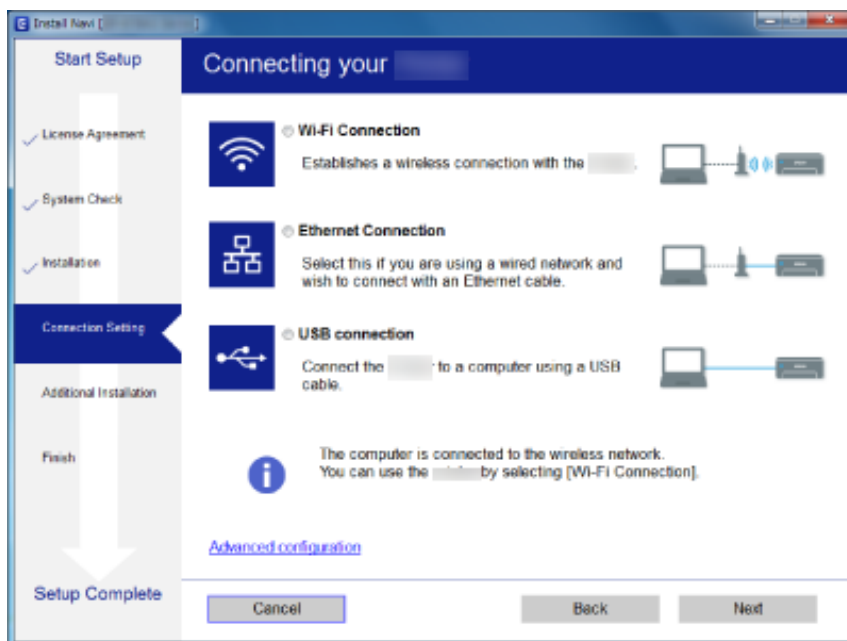 Install Navi [
]
Start Setup
Connecting your
License Agreement
System Check
Installation
Connection Setting
Additional Installation
Finish
Setup Complete
Wi-Fi Connection
Establishes a wireless connection with the .
Ethernet Connection
Select this if you are using a wired network and
wish to connect with an Ethernet cable.
USB connection
Connect the to a computer using a USB
cable.
The computer is connected to the wireless network.
You can use the by selecting [Wi-Fi Connection].
Advanced configuration
Cancel
Back
Next